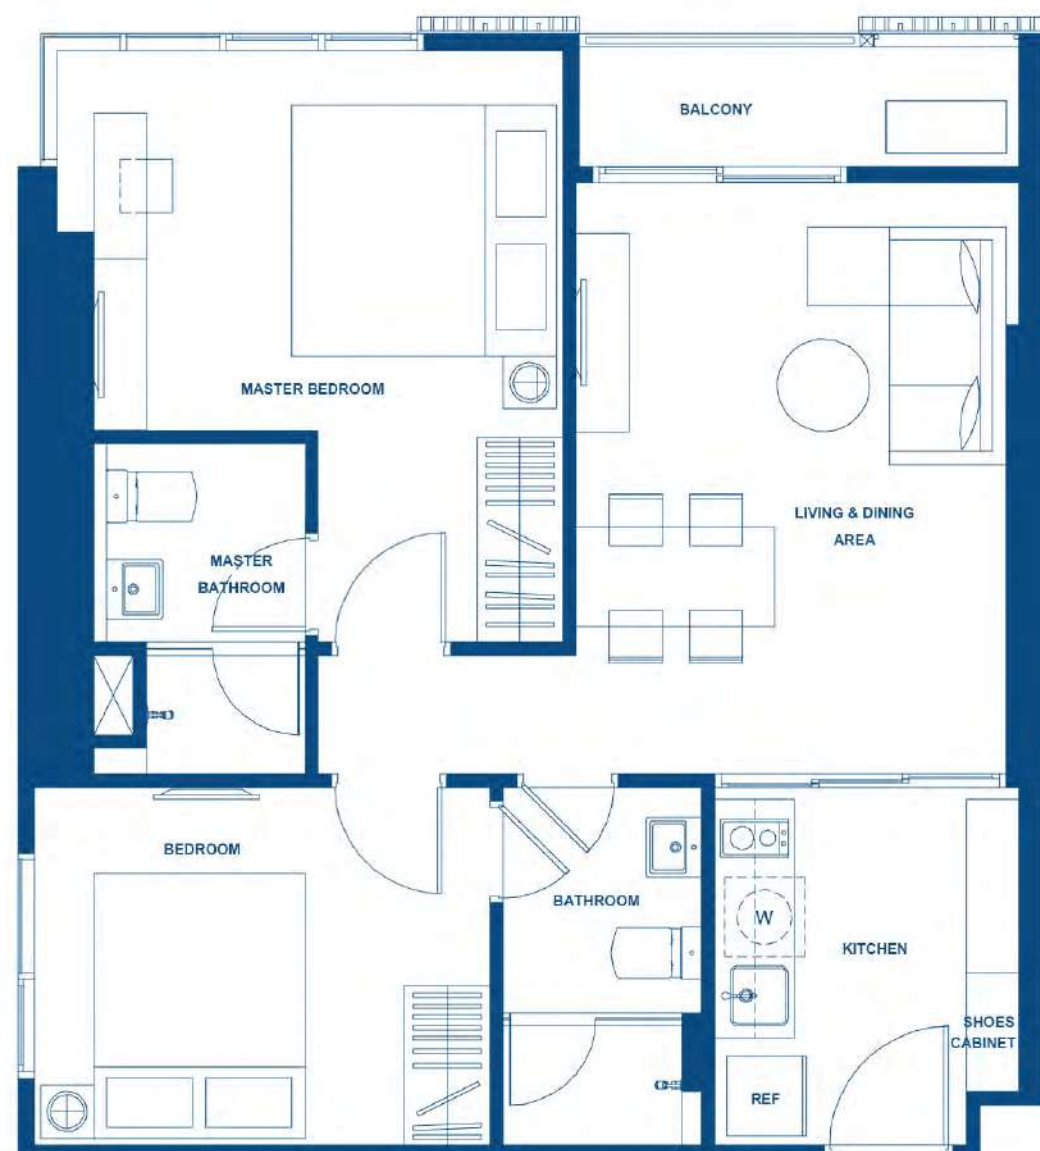 BALCONY
MASTER BEDROOM
LIVING & DINING
AREA
MASTER
BATHROOM
BEDROOM
BATHROOM
W
KITCHEN
SHOES
CABINET
REF